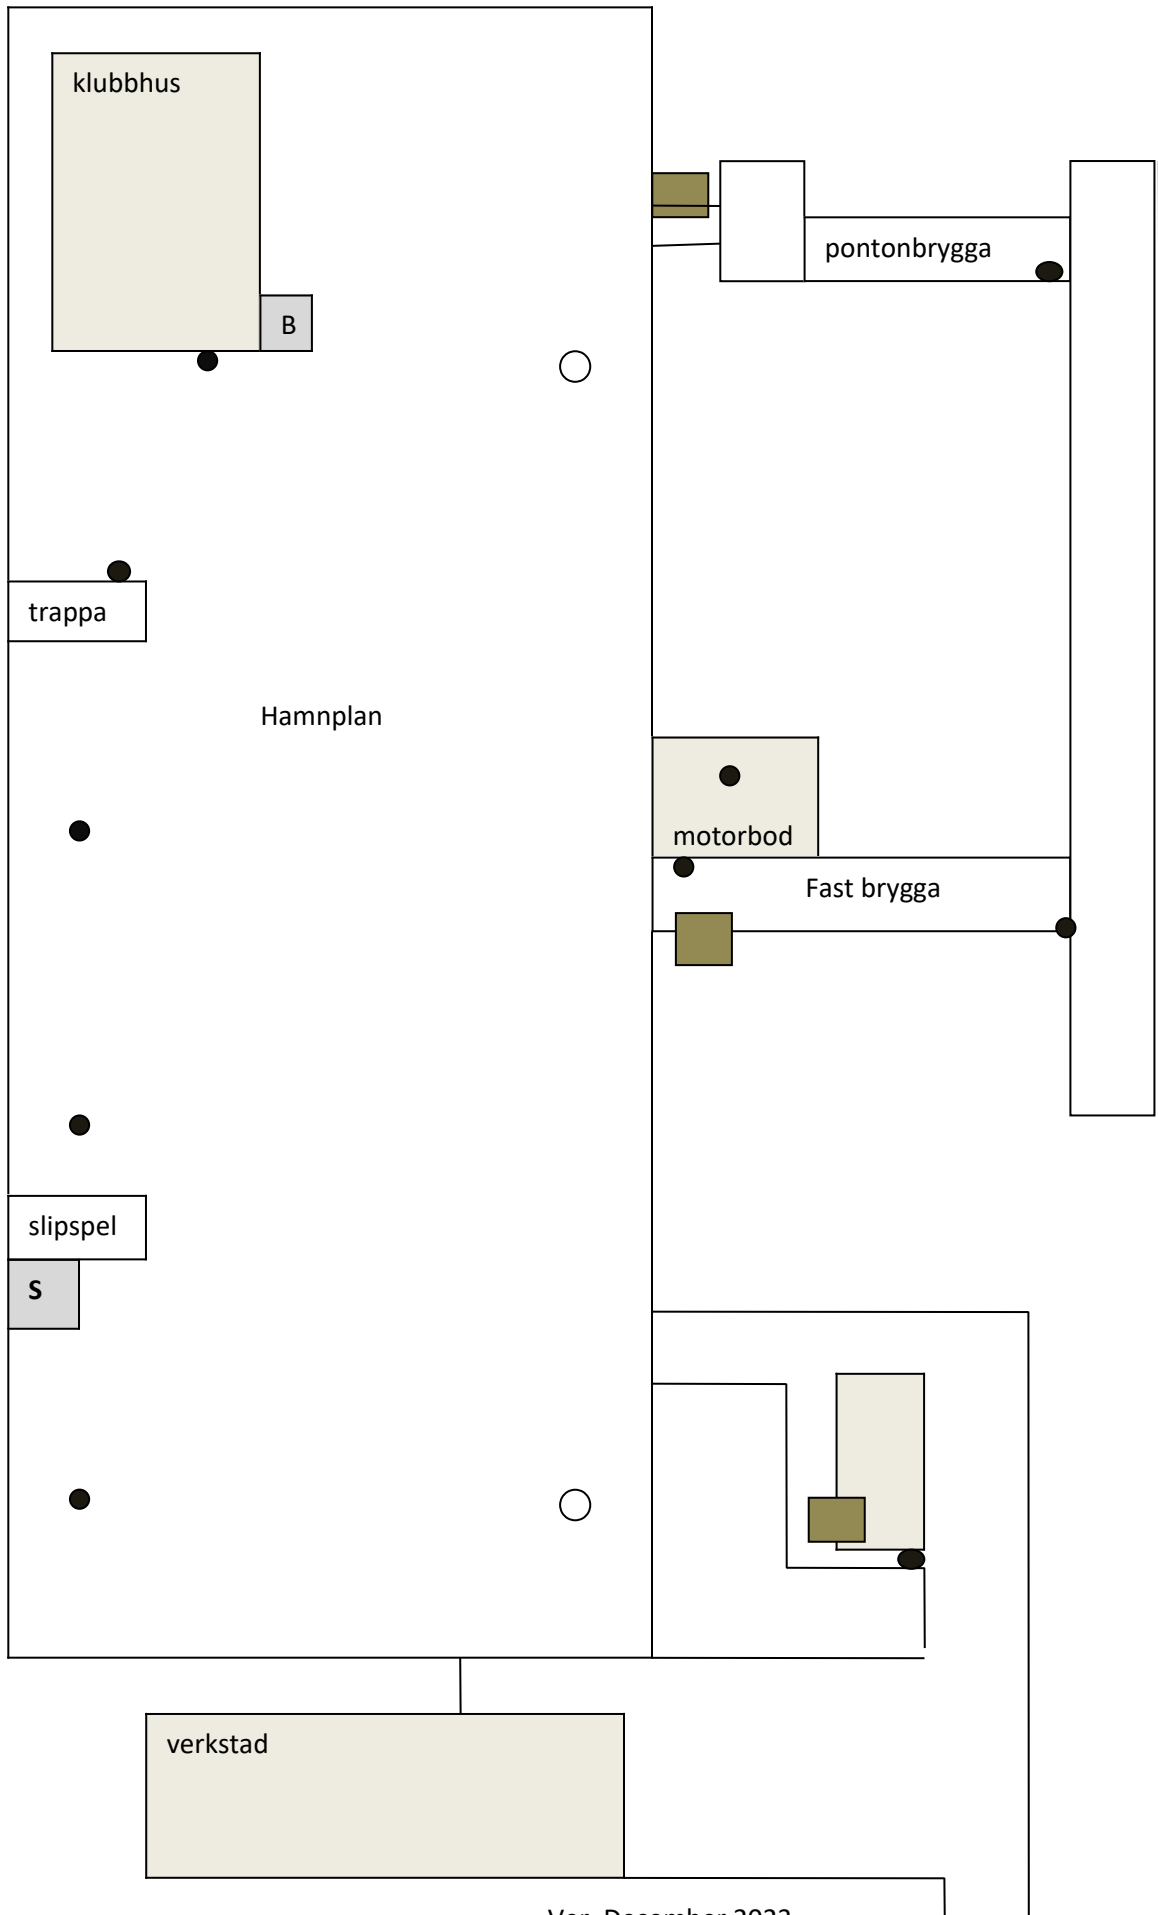 klubbhus
pontonbrygga
B
trappa
Hamnplan
motorbod
Fast brygga
slipspel
S
verkstad